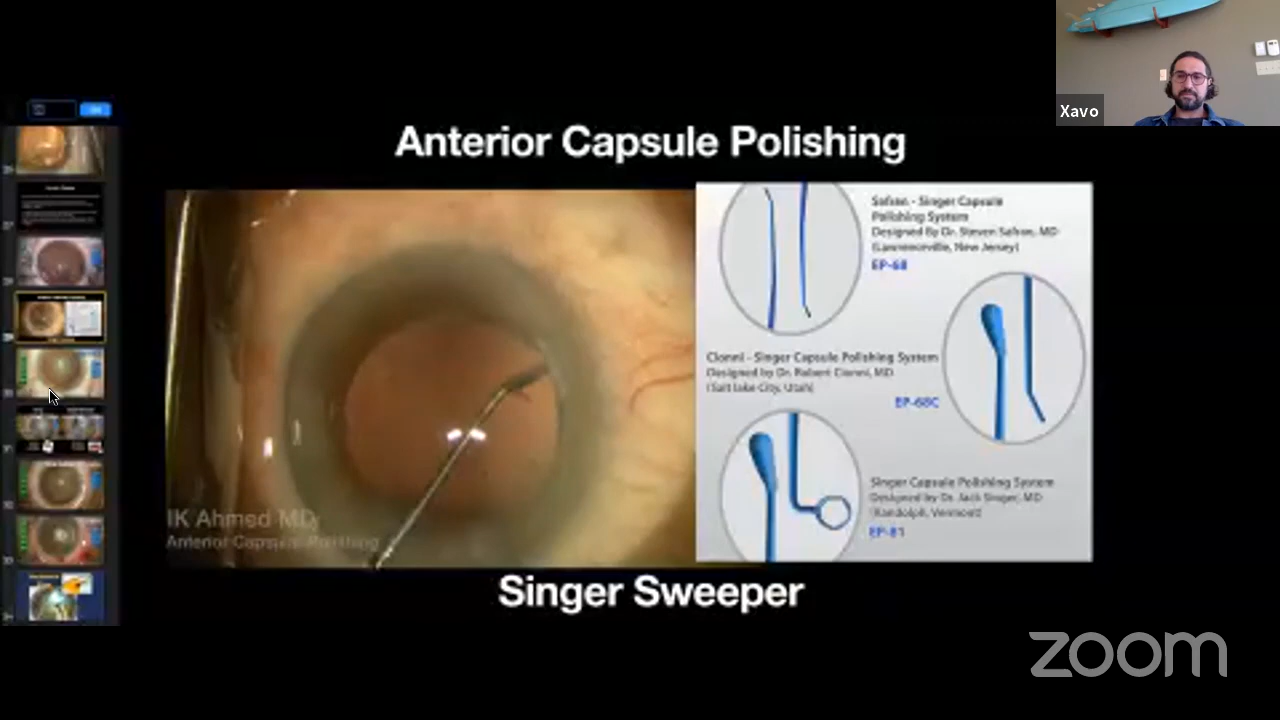 Xavo
Anterior Capsule Polishing
Safran - Singer Capsule
Polishing System
Designed By Dr. Steven Safran, MD
(Lawrenceville, New Jersey)
EP-68
Cionni - Singer Capsule Polishing System
Designed by Dr. Robert Cionni, MD
(Salt lake City, Utah)
EP-68C
Singer Capsule Polishing System
Designed by Dr. Jack Singer, MD
(Randolph, Vermont)
EP-81
IK Ahmed MD
Anterior Capsule Polishing
Singer Sweeper
zoom